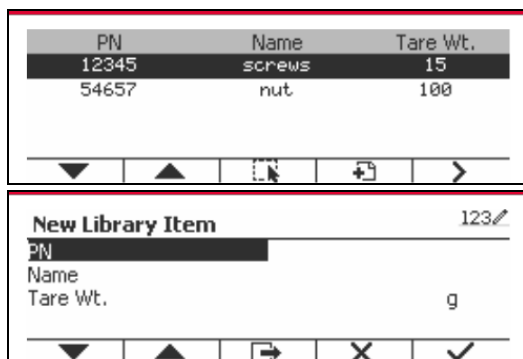 PN Name Tare Wt.
12345 screws 15
54657 nut 100
New Library Item 123
PN
Name
Tare Wt. g